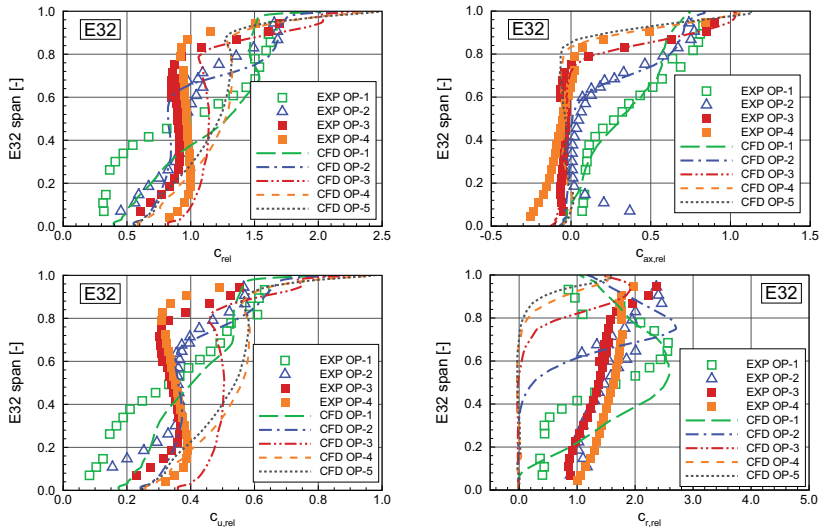 E32
EXP OP-1
EXP OP-2
EXP OP-3
EXP OP-4
CFD OP-1
CFD OP-2
CFD OP-3
CFD OP-4
CFD OP-5
E32 span [-]
1.0
0.8
0.6
0.4
0.2
0.0
0.0 0.5 1.0 1.5 2.0 2.5
c_rel
E32
EXP OP-1
EXP OP-2
EXP OP-3
EXP OP-4
CFD OP-1
CFD OP-2
CFD OP-3
CFD OP-4
CFD OP-5
E32 span [-]
1.0
0.8
0.6
0.4
0.2
0.0
-0.5 0.0 0.5 1.0 1.5
c_ax,rel
E32
EXP OP-1
EXP OP-2
EXP OP-3
EXP OP-4
CFD OP-1
CFD OP-2
CFD OP-3
CFD OP-4
CFD OP-5
E32 span [-]
1.0
0.8
0.6
0.4
0.2
0.0
0.0 0.2 0.4 0.6 0.8 1.0
c_u,rel
E32
EXP OP-1
EXP OP-2
EXP OP-3
EXP OP-4
CFD OP-1
CFD OP-2
CFD OP-3
CFD OP-4
CFD OP-5
E32 span [-]
1.0
0.8
0.6
0.4
0.2
0.0
-1.0 0.0 1.0 2.0 3.0 4.0 5.0
c_r,rel